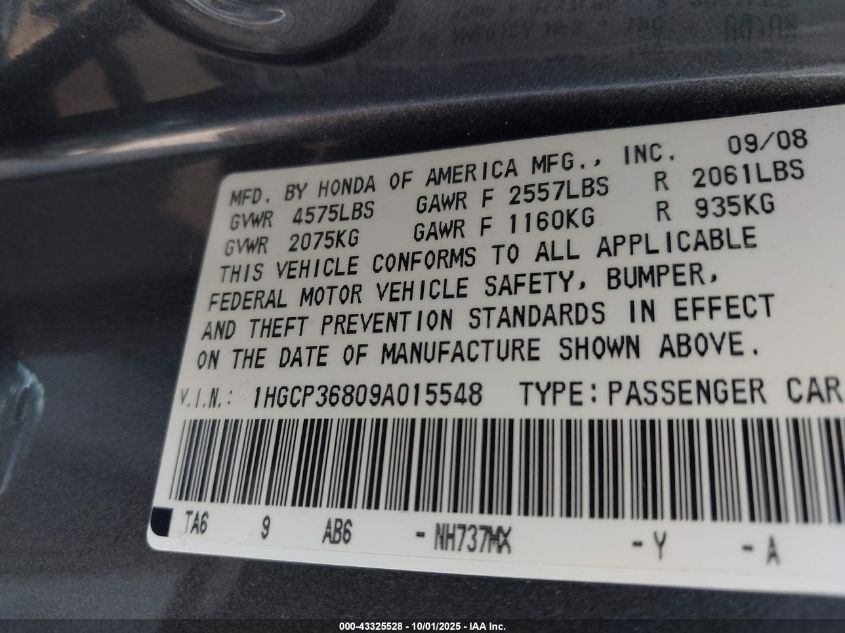 MFD. BY HONDA OF AMERICA MFG., INC. 09/08
GVWR 4575LBS GAWR F 2557LBS R 2061LBS
GVWR 2075KG GAWR F 1160KG R 935KG
THIS VEHICLE CONFORMS TO ALL APPLICABLE
FEDERAL MOTOR VEHICLE SAFETY, BUMPER,
AND THEFT PREVENTION STANDARDS IN EFFECT
ON THE DATE OF MANUFACTURE SHOWN ABOVE.
V.I.N.: 1HGCP36809A015548 TYPE:PASSENGER CAR
TA6 9 AB6 -NH737MX -Y -A
000-43325528 - 10/01/2025 - IAA Inc.